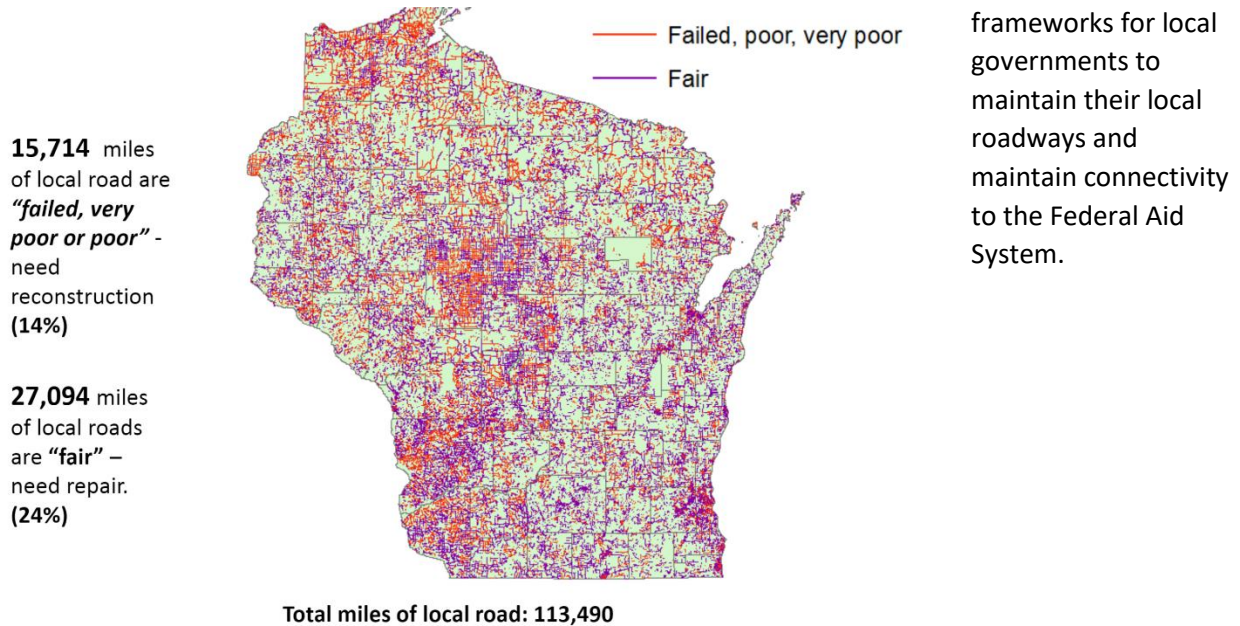 Failed, poor, very poor
Fair
15,714 miles
of local road are
“failed, very
poor or poor” -
need
reconstruction
(14%)
27,094 miles
of local roads
are “fair” –
need repair.
(24%)
Total miles of local road: 113,490
frameworks for local
governments to
maintain their local
roadways and
maintain connectivity
to the Federal Aid
System.